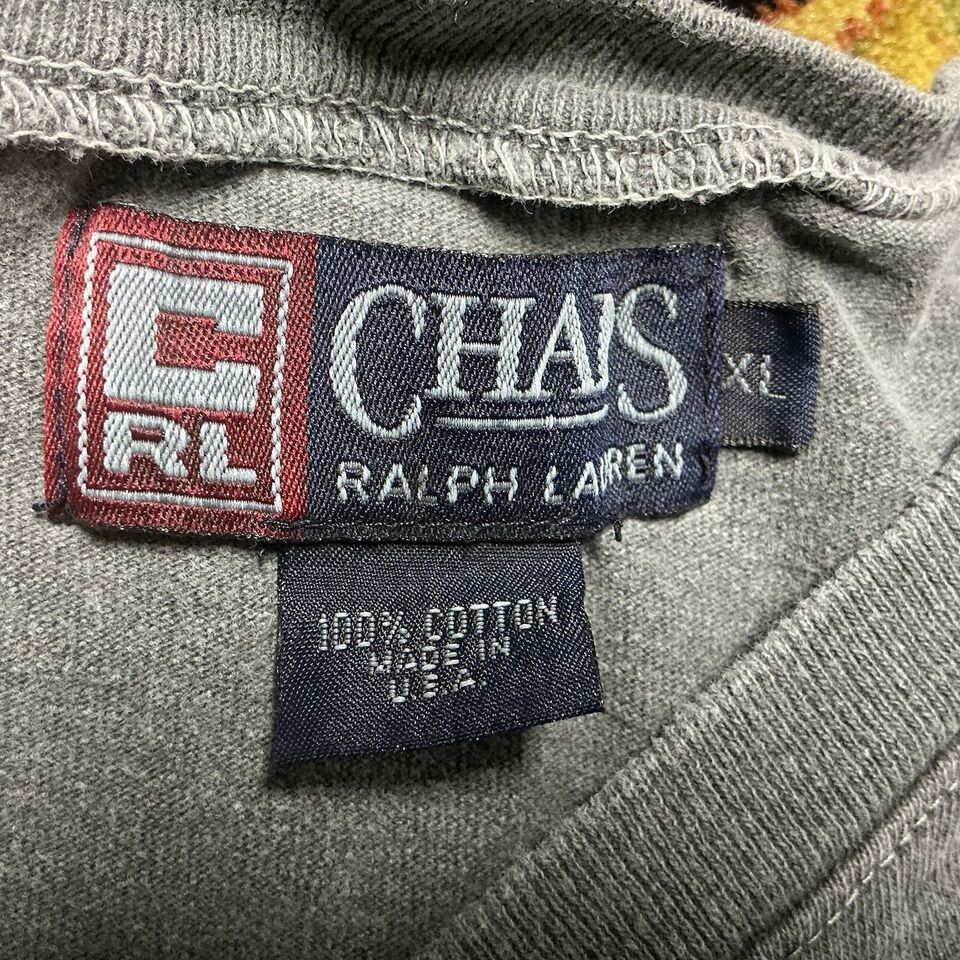 C
RL
CHAPS
RALPH LAUREN
XL
100% COTTON
MADE IN
U.S.A.